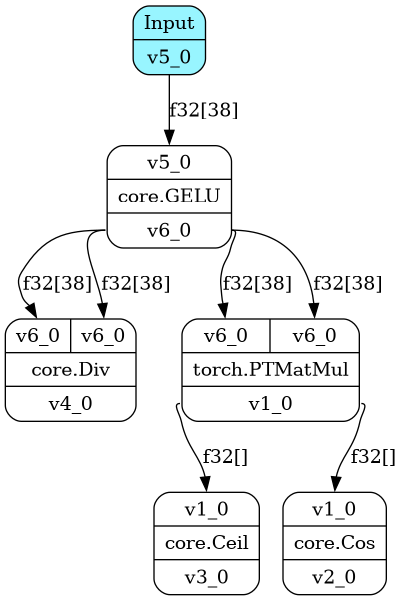 Input
v5_0
f32[38]
v5_0
core.GELU
v6_0
f32[38] f32[38] f32[38] f32[38]
v6_0 v6_0 v6_0 v6_0
core.Div torch.PTMatMul
v4_0 v1_0
f32[] f32[]
v1_0 v1_0
core.Ceil core.Cos
v3_0 v2_0